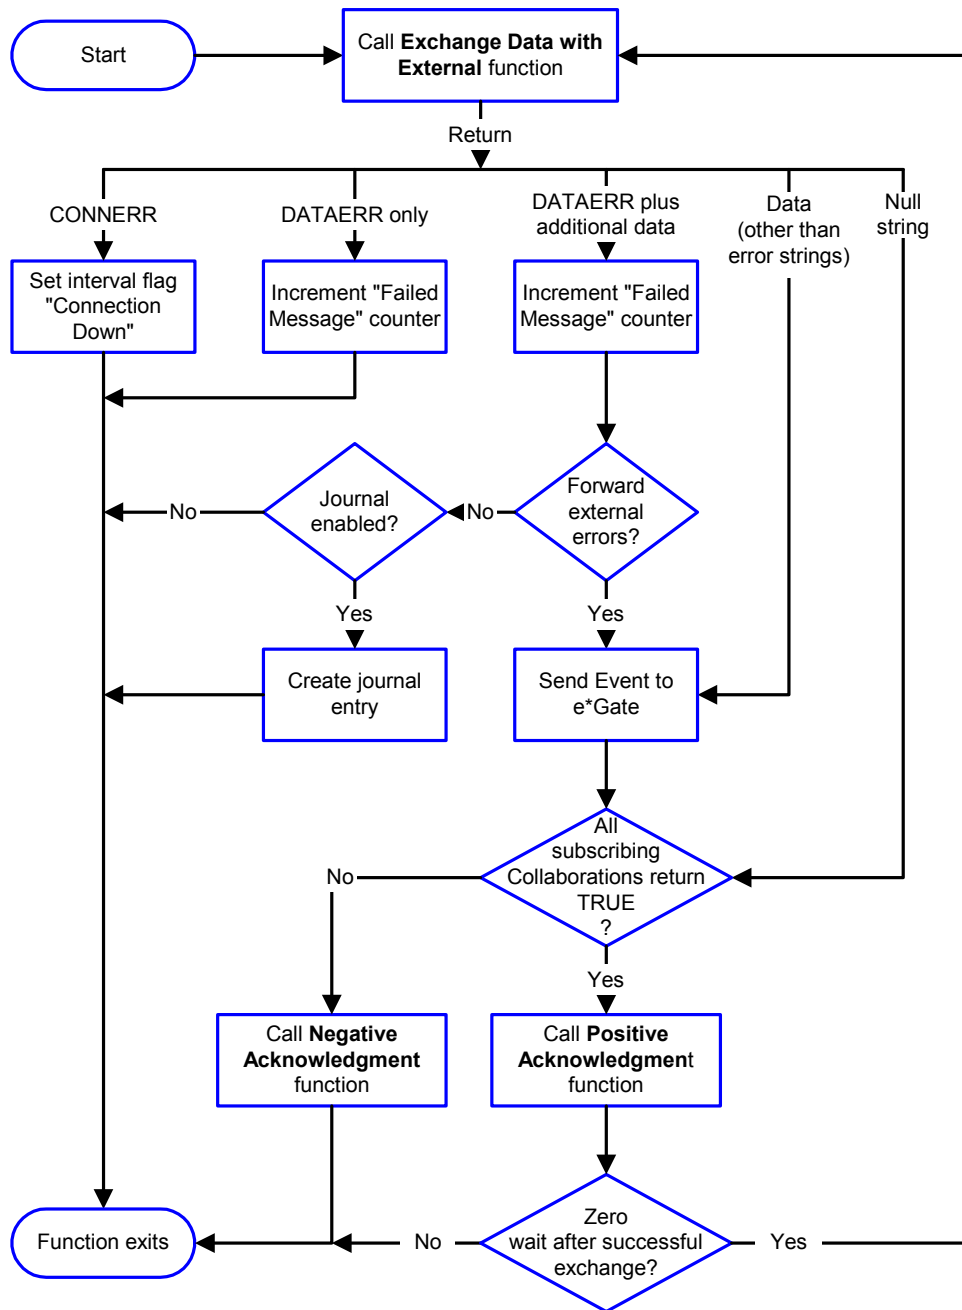 Start
Call Exchange Data with
External function
Return
CONNERR
DATAERR only
DATAERR plus
additional data
Data
(other than
error strings)
Null
string
Set interval flag
"Connection
Down"
Increment "Failed
Message" counter
Increment "Failed
Message" counter
No
Journal
enabled?
No
Forward
external
errors?
Yes
Yes
Create journal
entry
Send Event to
e*Gate
All
subscribing
Collaborations return
TRUE
?
No
Yes
Call Negative
Acknowledgment
function
Call Positive
Acknowledgment
function
Function exits
No
Zero
wait after successful
exchange?
Yes